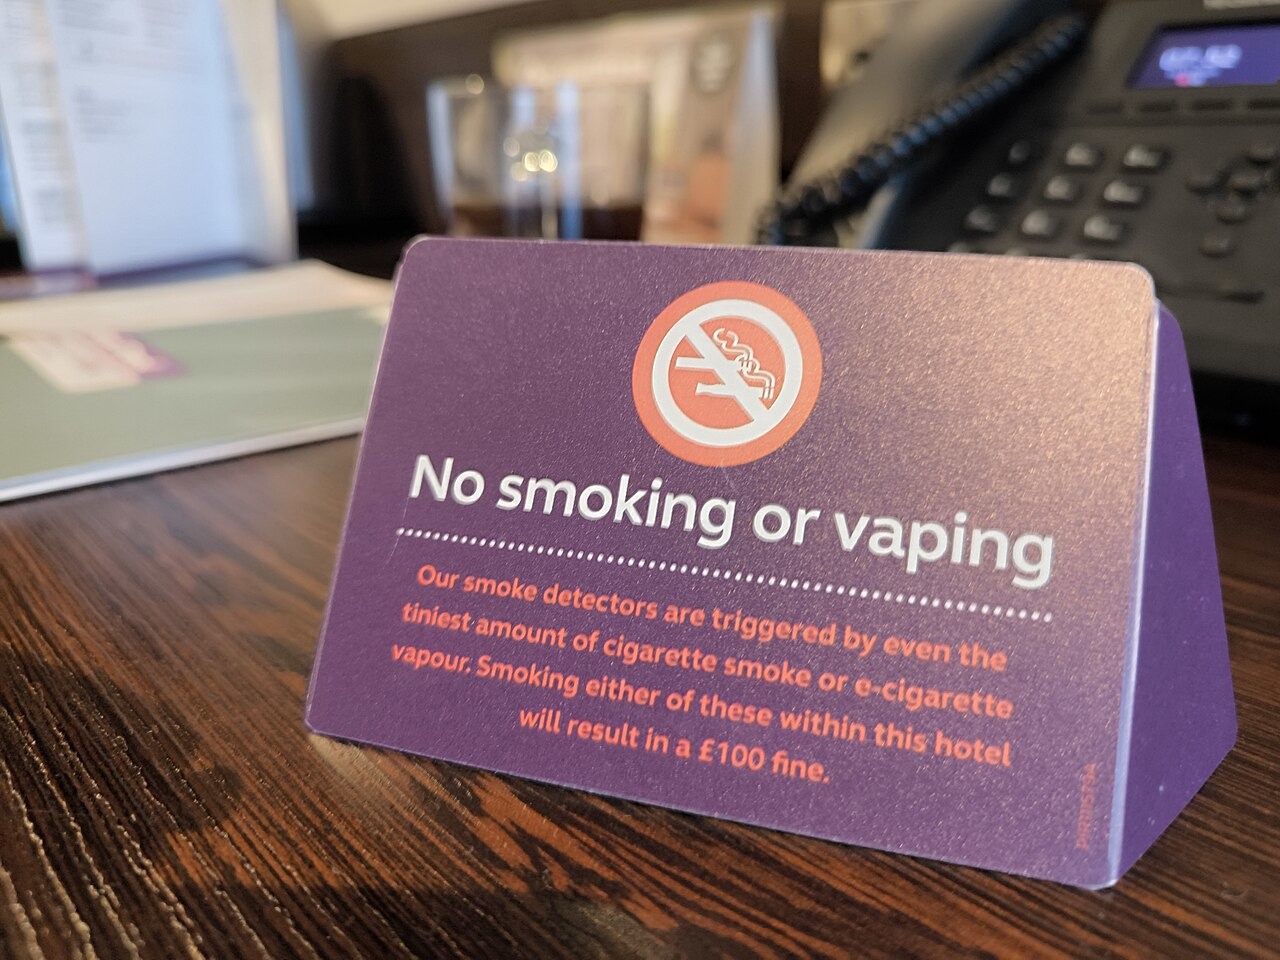 No smoking or vaping
Our smoke detectors are triggered by even the
tiniest amount of cigarette smoke or e-cigarette
vapour. Smoking either of these within this hotel
will result in a £100 fine.